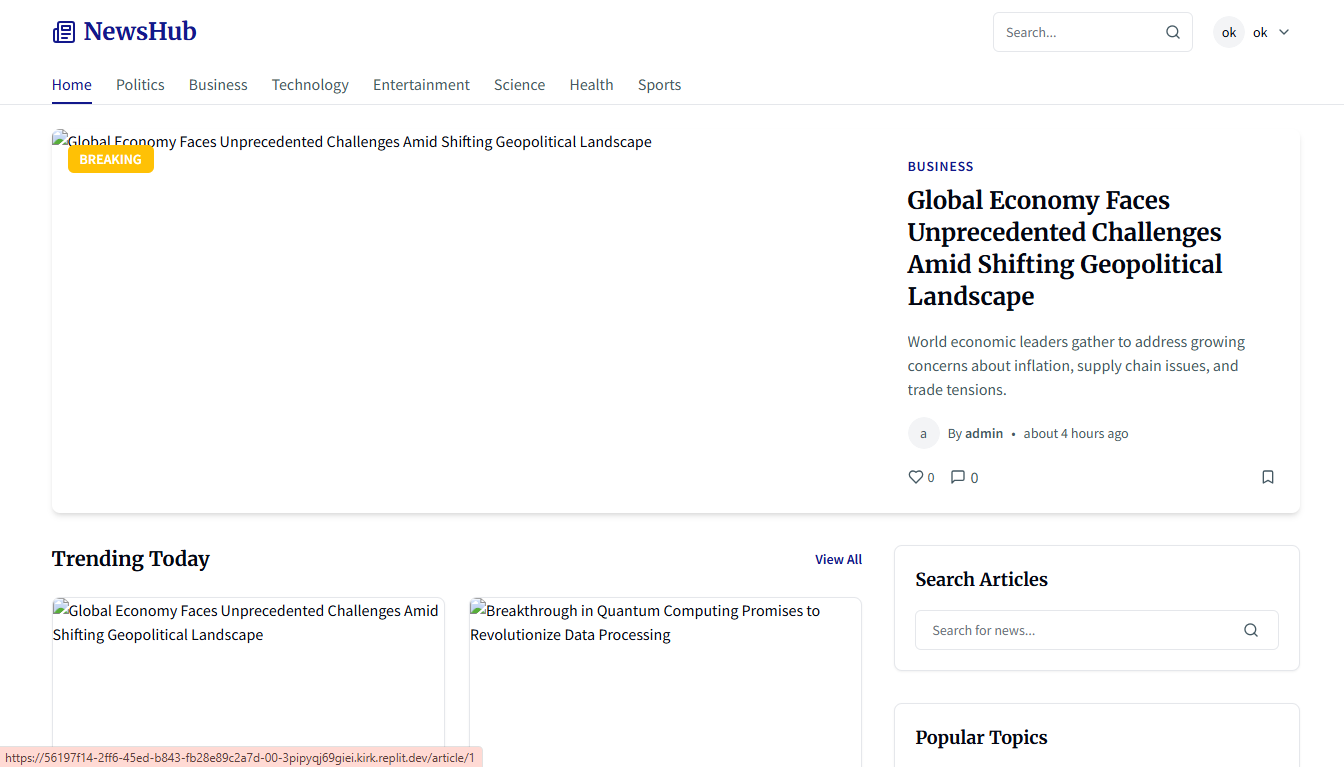 NewsHub
Search...
ok
ok
Home
Politics
Business
Technology
Entertainment
Science
Health
Sports
Global Economy Faces Unprecedented Challenges Amid Shifting Geopolitical Landscape
BREAKING
BUSINESS
Global Economy Faces
Unprecedented Challenges
Amid Shifting Geopolitical
Landscape
World economic leaders gather to address growing
concerns about inflation, supply chain issues, and
trade tensions.
a
By admin • about 4 hours ago
0
0
Trending Today
View All
Global Economy Faces Unprecedented Challenges Amid
Shifting Geopolitical Landscape
Breakthrough in Quantum Computing Promises to
Revolutionize Data Processing
Search Articles
Search for news...
Popular Topics
https://56197f14-2ff6-45ed-b843-fb28e89c2a7d-00-3pipyqj69giei.kirk.replit.dev/article/1